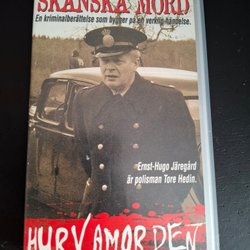 SKÅNSKA MORD
En kriminalberättelse som bygger på en verklig händelse.
Ernst-Hugo Järegård
är polisman Tore Hedin.
HURVAMORDEN